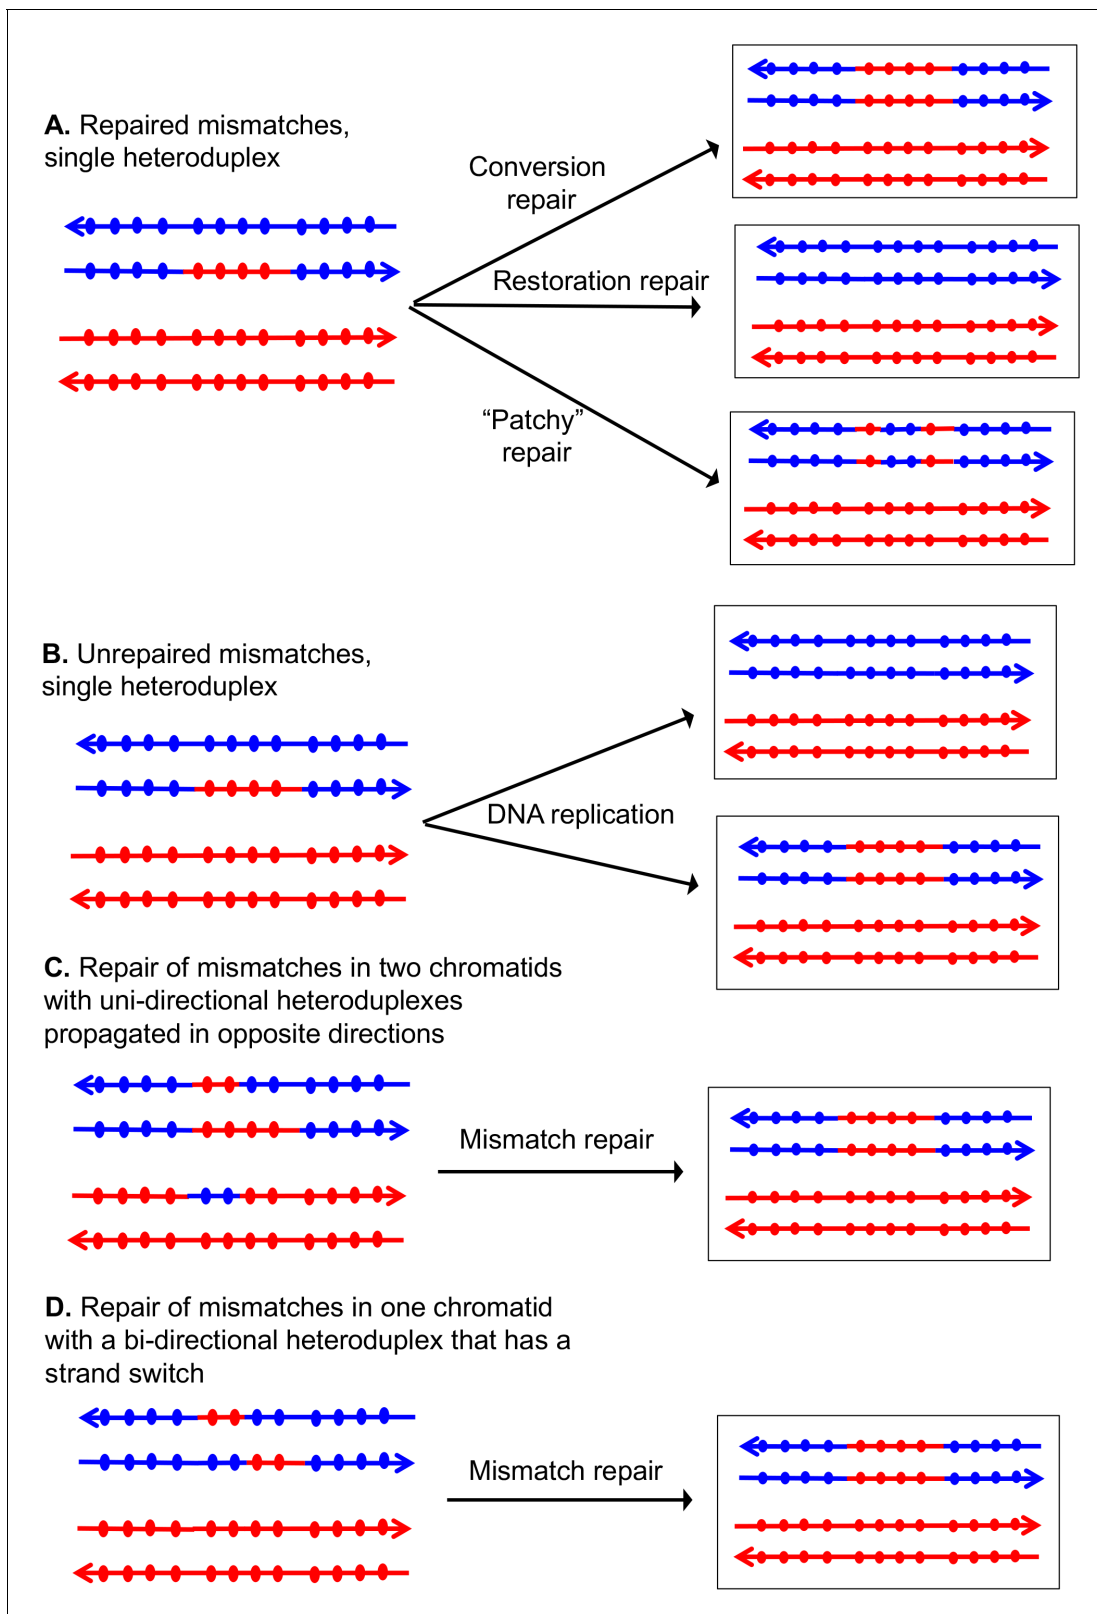 A. Repaired mismatches,
single heteroduplex
Conversion
repair
Restoration repair
“Patchy”
repair
B. Unrepaired mismatches,
single heteroduplex
DNA replication
C. Repair of mismatches in two chromatids
with uni-directional heteroduplexes
propagated in opposite directions
Mismatch repair
D. Repair of mismatches in one chromatid
with a bi-directional heteroduplex that has a
strand switch
Mismatch repair